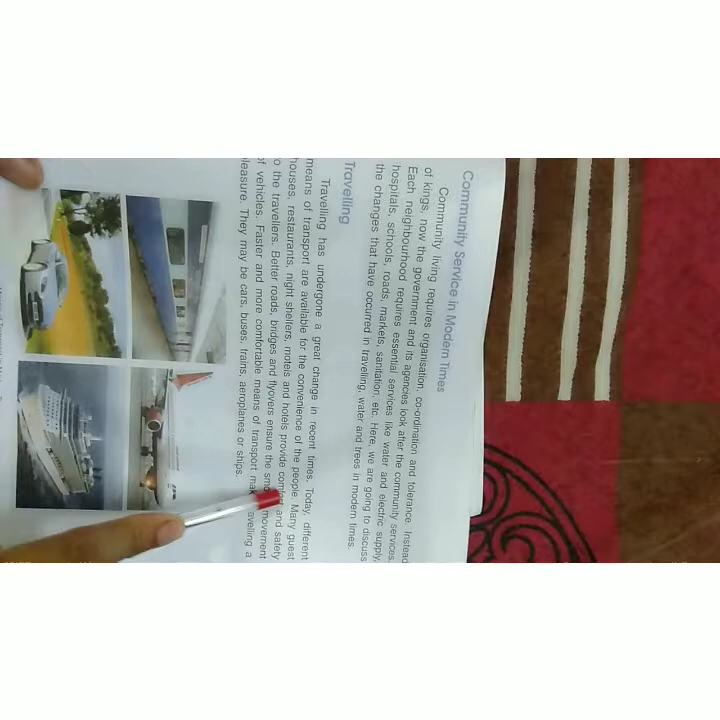 Community Service in Modern Times
Community living requires organisation, co-ordination and tolerance. Instead
of kings, now the government and its agencies look after the community services.
Each neighbourhood requires essential services like water and electric supply,
hospitals, schools, roads, markets, sanitation, etc. Here, we are going to discuss
the changes that have occurred in travelling, water and trees in modern times.
Travelling
Travelling has undergone a great change in recent times. Today, different
means of transport are available for the convenience of the people. Many guest
houses, restaurants, night shelters, motels and hotels provide comfort and safety
to the travellers. Better roads, bridges and flyovers ensure the movement
of vehicles. Faster and more comfortable means of transport a
pleasure. They may be cars, buses, trains, aeroplanes or ships.